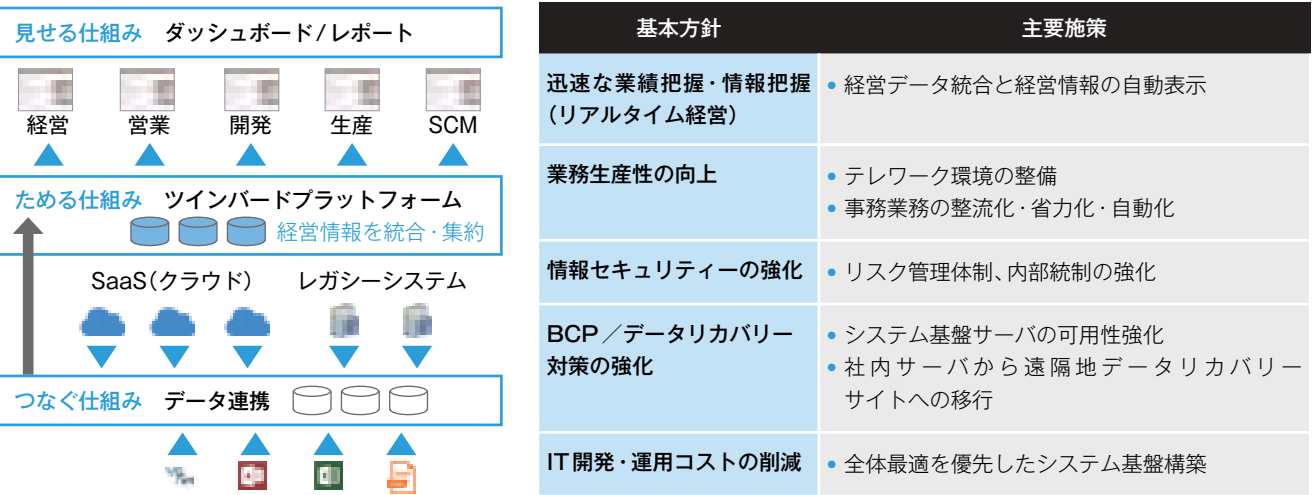 見せる仕組み ダッシュボード/レポート
経営 営業 開発 生産 SCM
ためる仕組み ツインバードプラットフォーム
経営情報を統合・集約
SaaS(クラウド) レガシーシステム
つなぐ仕組み データ連携
基本方針 主要施策
迅速な業績把握・情報把握
(リアルタイム経営)
• 経営データ統合と経営情報の自動表示
業務生産性の向上
• テレワーク環境の整備
• 事務業務の整流化・省力化・自動化
情報セキュリティーの強化
• リスク管理体制、内部統制の強化
BCP/データリカバリー
対策の強化
• システム基盤サーバの可用性強化
• 社内サーバから遠隔地データリカバリー
サイトへの移行
IT開発・運用コストの削減
• 全体最適を優先したシステム基盤構築